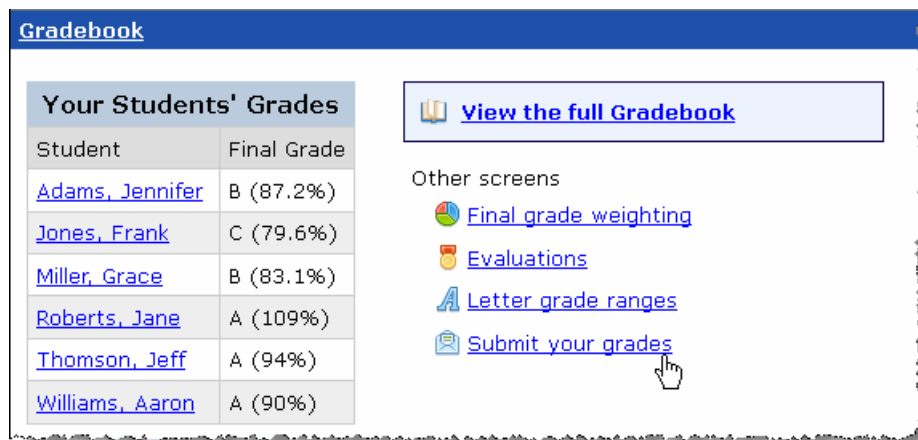 Gradebook
Your Students' Grades
Student Final Grade
Adams, Jennifer B (87.2%)
Jones, Frank C (79.6%)
Miller, Grace B (83.1%)
Roberts, Jane A (109%)
Thomson, Jeff A (94%)
Williams, Aaron A (90%)
View the full Gradebook
Other screens
Final grade weighting
Evaluations
Letter grade ranges
Submit your grades